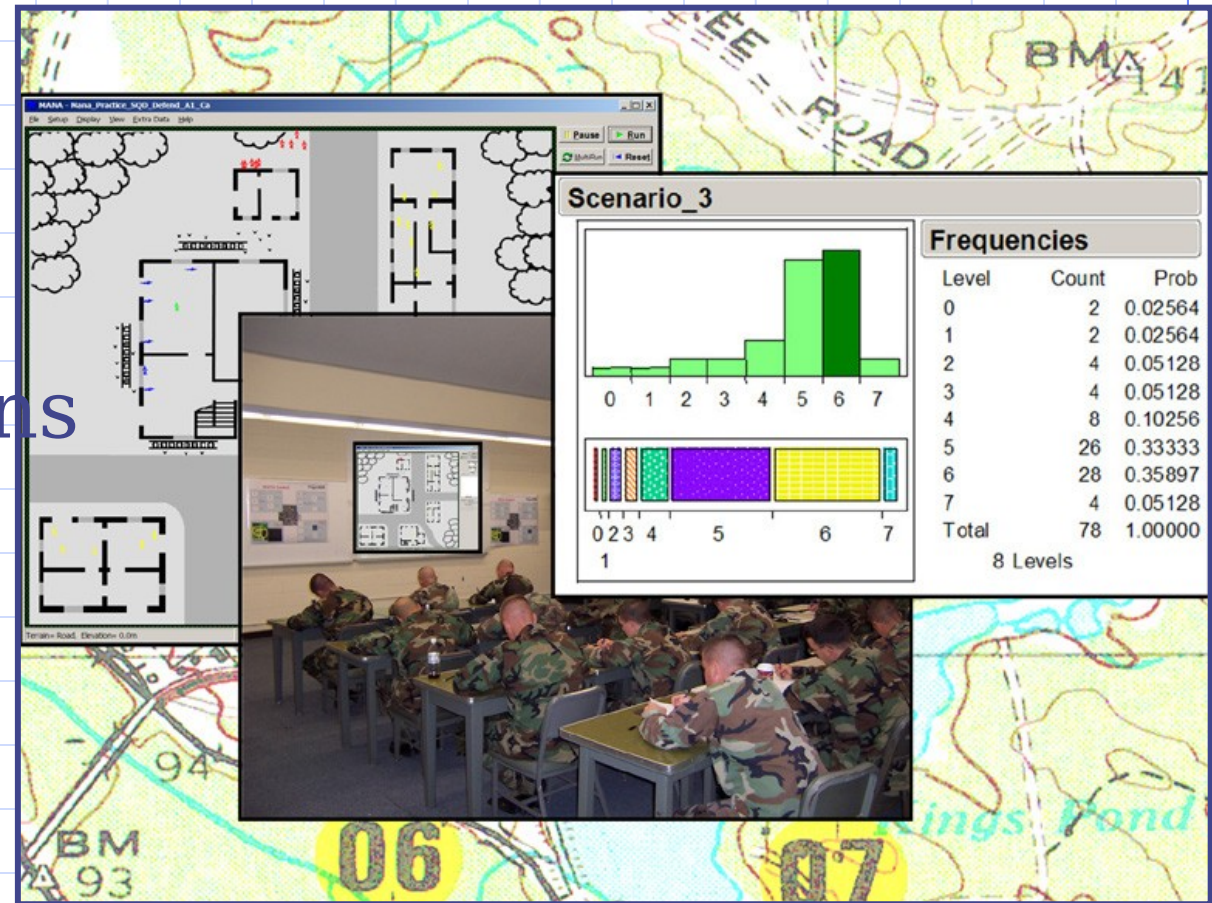 EE
ROAD
BM
141
MANA - Mana_Practice_SQD_Defend_A1_Ca
File Setup Display View Extra Data Help
Pause Run
MultiRun Reset
ns
Terrain= Road, Elevation= 0.0m
Scenario_3
0 1 2 3 4 5 6 7
0 2 3 4 5 6 7
1
Frequencies
Level Count Prob
0 2 0.02564
1 2 0.02564
2 4 0.05128
3 4 0.05128
4 8 0.10256
5 26 0.33333
6 28 0.35897
7 4 0.05128
Total 78 1.00000
8 Levels
94
BM
93
06
07
Kings Pond